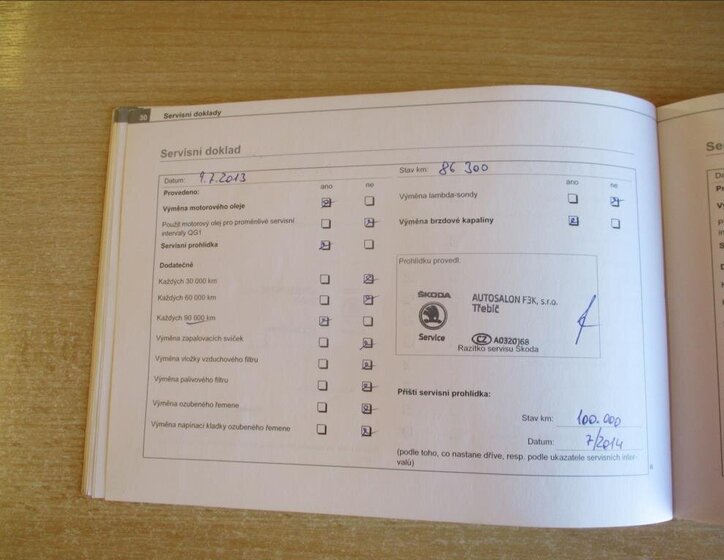 30 Servisní doklady
Servisní doklad
Datum: 9.7.2013
Stav km: 86 300
Provedeno: ano ne
Výměna motorového oleje
Použit motorový olej pro proměnlivé servisní
intervaly QG1
Servisní prohlídka
Dodatečně
Každých 30 000 km
Každých 60 000 km
Každých 90 000 km
Výměna zapalovacích svíček
Výměna vložky vzduchového filtru
Výměna palivového filtru
Výměna ozubeného řemene
Výměna napínací kladky ozubeného řemene
ano ne
Výměna lambda-sondy
Výměna brzdové kapaliny
Prohlídku provedl:
ŠKODA
Service
AUTOSALON F3K, s.r.o.
Třebíč
CZ A0320168
Razítko servisu Škoda
Příští servisní prohlídka:
Stav km: 100.000
Datum: 7/2014
(podle toho, co nastane dříve, resp. podle ukazatele servisních inter-
valů)